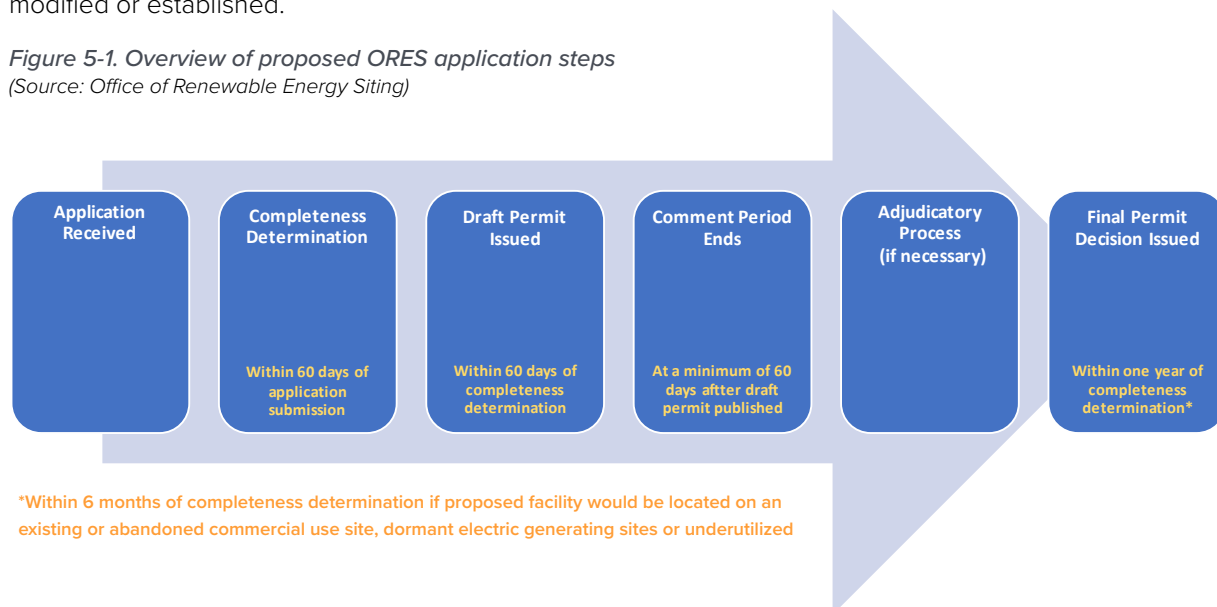 modified or established.
Figure 5-1. Overview of proposed ORES application steps
(Source: Office of Renewable Energy Siting)
Application
Received
Completeness
Determination
Within 60 days of
application
submission
Draft Permit
Issued
Within 60 days of
completeness
determination
Comment Period
Ends
At a minimum of 60
days aftter draft
permit published
Adjudicatory
Process
(if necessary)
Final Permit
Decision Issued
Within one year of
completeness
determination*
*Within 6 months of completeness determination if proposed facility would be located on an
existing or abandoned commercial use site, dormant electric generating sites or underutilized